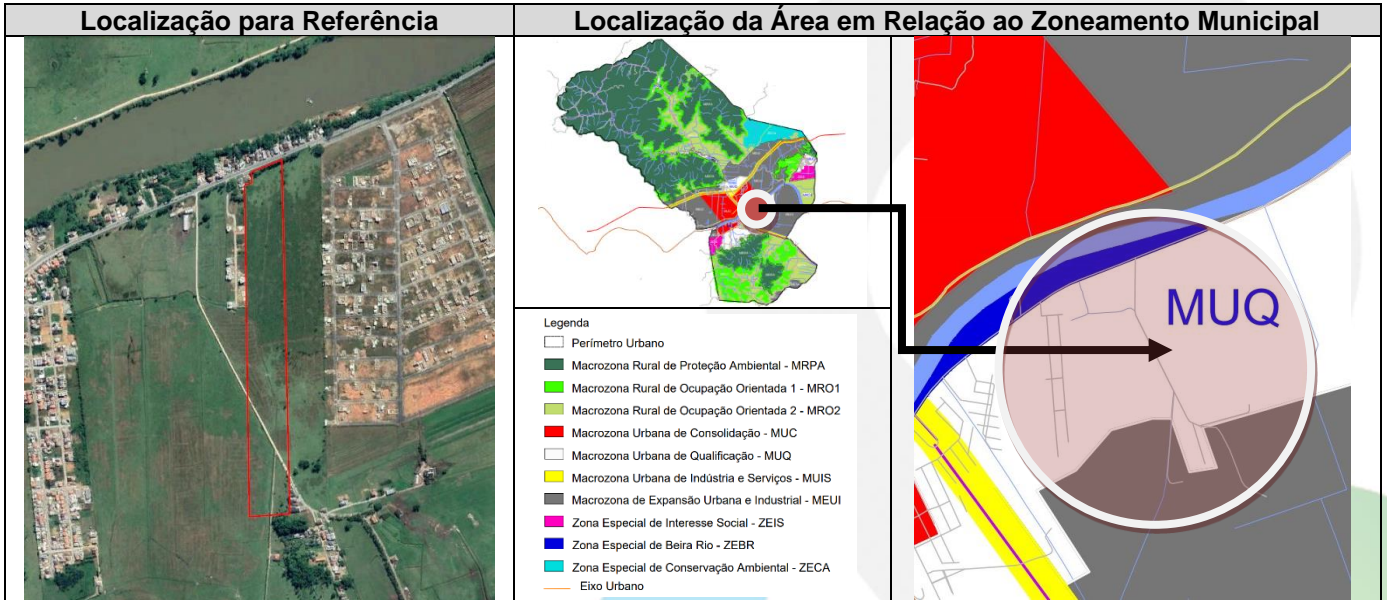 Localização para Referência
Localização da Área em Relação ao Zoneamento Municipal
Legenda
Perímetro Urbano
Macrozona Rural de Proteção Ambiental - MRPA
Macrozona Rural de Ocupação Orientada 1 - MRO1
Macrozona Rural de Ocupação Orientada 2 - MRO2
Macrozona Urbana de Consolidação - MUC
Macrozona Urbana de Qualificação - MUQ
Macrozona Urbana de Indústria e Serviços - MUIS
Macrozona de Expansão Urbana e Industrial - MEUI
Zona Especial de Interesse Social - ZEIS
Zona Especial de Beira Rio - ZEBR
Zona Especial de Conservação Ambiental - ZECA
Eixo Urbano
MUQ